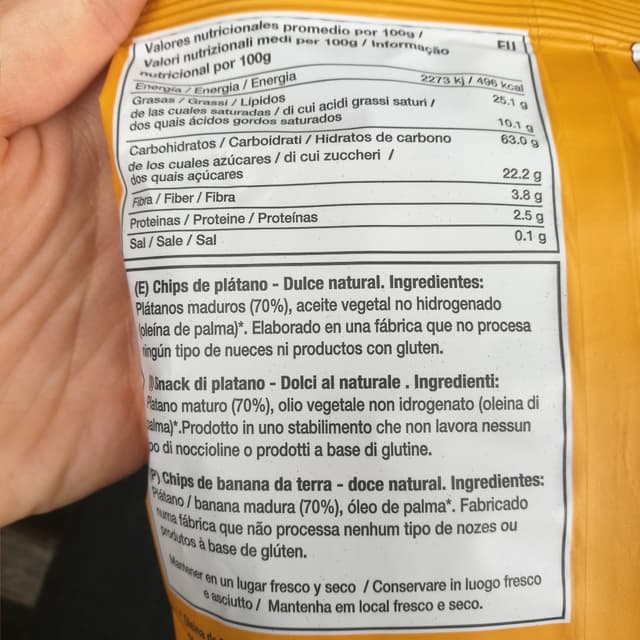 Valores nutricionales promedio por 100g /
Valori nutrizionali medi per 100g / Informação
nutricional por 100g
EU
Energía / Energia / Energia 2273 kj / 496 kcal
Grasas / Grassi / Lípidos 25.1 g
de las cuales saturadas / di cui acidi grassi saturi /
dos quais ácidos gordos saturados 10.1 g
Carbohidratos / Carboidrati / Hidratos de carbono 63.0 g
de los cuales azúcares / di cui zuccheri /
dos quais açúcares 22.2 g
Fibra / Fiber / Fibra 3.8 g
Proteinas / Proteine / Proteínas 2.5 g
Sal / Sale / Sal 0.1 g
(E) Chips de plátano - Dulce natural. Ingredientes:
Plátanos maduros (70%), aceite vegetal no hidrogenado
(oleína de palma)*. Elaborado en una fábrica que no procesa
ningún tipo de nueces ni productos con gluten.
Snack di platano - Dolci al naturale . Ingredienti:
Platano maturo (70%), olio vegetale non idrogenato (oleina di
palma)*.Prodotto in uno stabilimento che non lavora nessun
po di noccioline o prodotti a base di glutine.
P) Chips de banana da terra - doce natural. Ingredientes:
Plátano / banana madura (70%), óleo de palma*. Fabricado
numa fábrica que não processa nenhum tipo de nozes ou
produtos à base de glúten.
Mantener en un lugar fresco y seco / Conservare in luogo fresco
e asciutto / Mantenha em local fresco e seco.